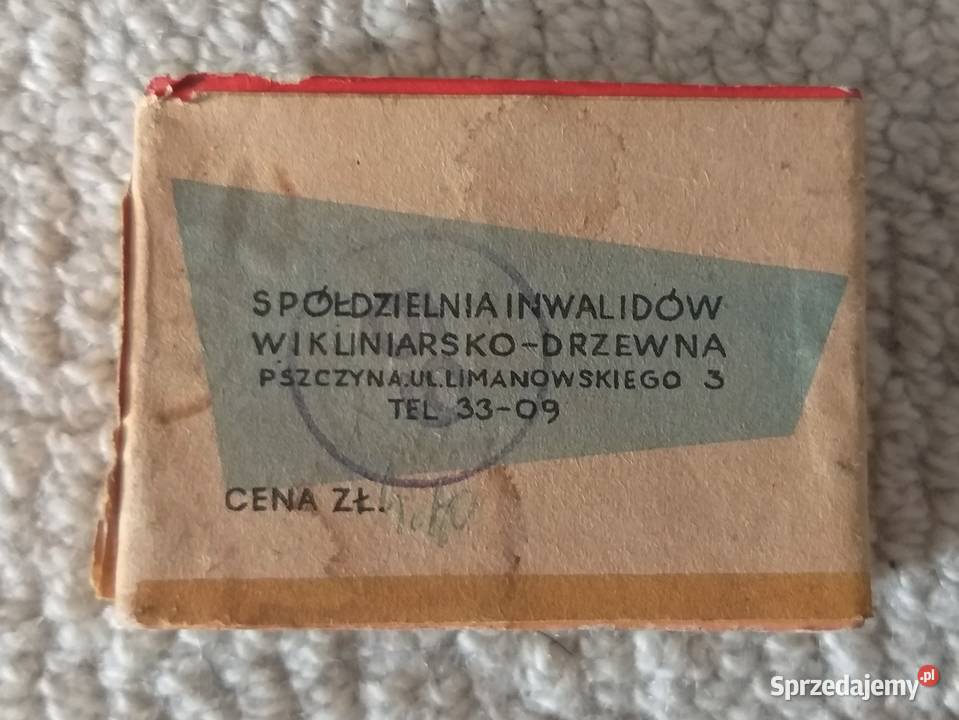 SPÓŁDZIELNIA INWALIDÓW
WIKLINIARSKO-DRZEWNA
PSZCZYNA.UL.LIMANOWSKIEGO 3
TEL 33-09
CENA ZŁ.
Sprzedajemy.pl